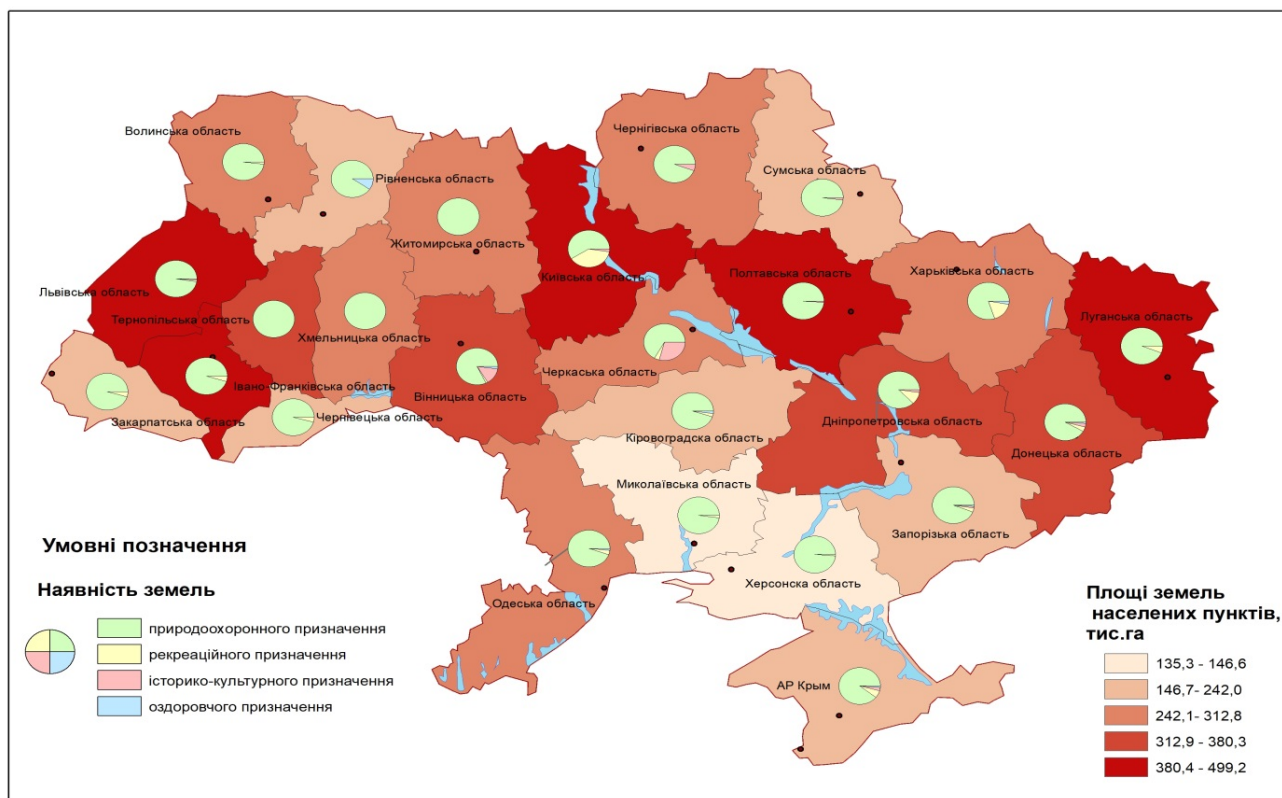 Волинська область
Рівненська область
Житомирська область
Чернігівська область
Сумська область
Київська область
Полтавська область
Харьківська область
Луганська область
Львівська область
Тернопільська область
Хмельницька область
Івано-Франківська область
Закарпатська область
Чернівецька область
Вінницька область
Черкаська область
Кіровоградска область
Дніпропетровська область
Донецька область
Миколаївська область
Запорізька область
Херсонска область
Одеська область
АР Крым
Умовні позначення
Наявність земель
природоохоронного призначення
рекреаційного призначення
історико-культурного призначення
оздоровчого призначення
Площі земель
населених пунктів,
тис.га
135,3 - 146,6
146,7- 242,0
242,1- 312,8
312,9 - 380,3
380,4 - 499,2